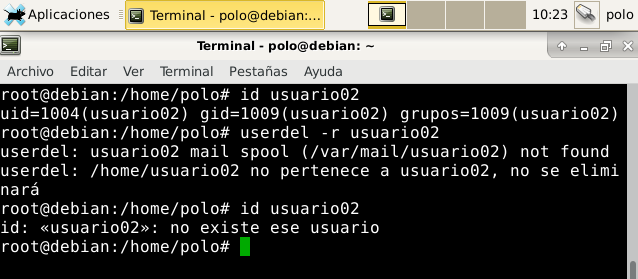 Aplicaciones
Terminal - polo@debian:...
10:23
polo
Terminal - polo@debian: ~
Archivo Editar Ver Terminal Pestañas Ayuda
root@debian:/home/polo# id usuario02
uid=1004(usuario02) gid=1009(usuario02) grupos=1009(usuario02)
root@debian:/home/polo# userdel -r usuario02
userdel: usuario02 mail spool (/var/mail/usuario02) not found
userdel: /home/usuario02 no pertenece a usuario02, no se elimi
nará
root@debian:/home/polo# id usuario02
id: «usuario02»: no existe ese usuario
root@debian:/home/polo#